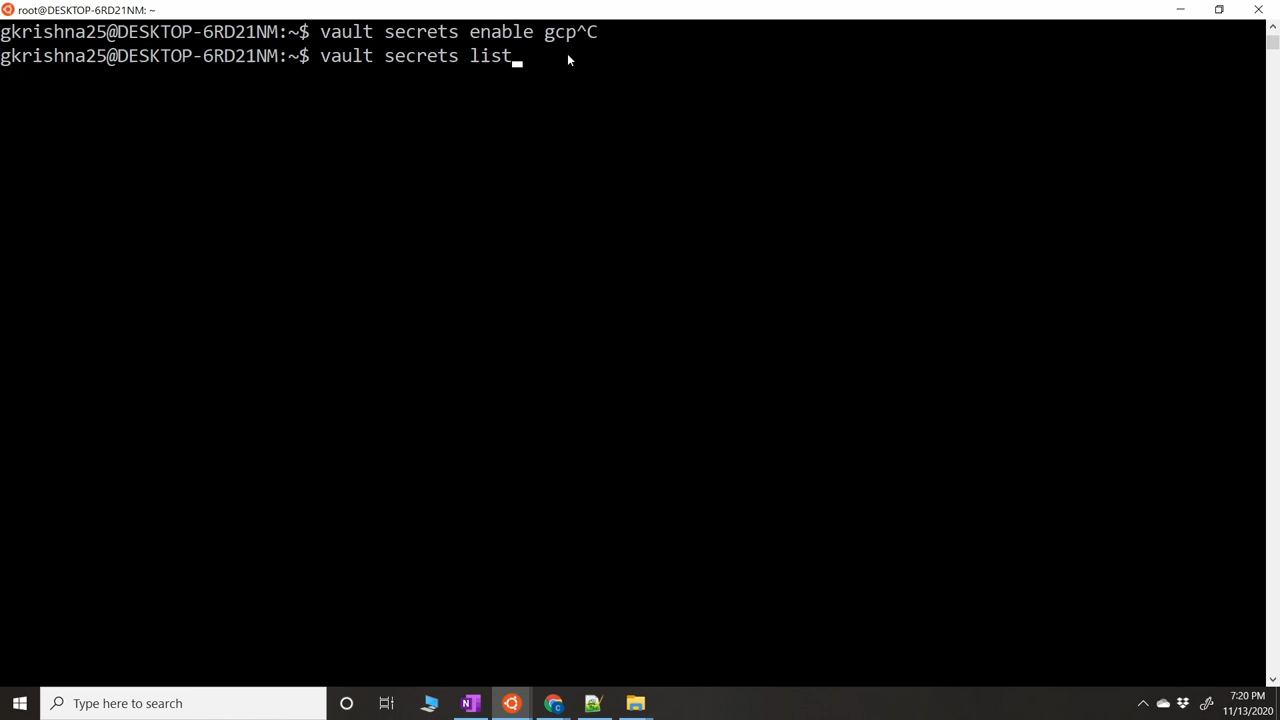 root@DESKTOP-6RD21NM: ~
gkrishna25@DESKTOP-6RD21NM:~$ vault secrets enable gcp^C
gkrishna25@DESKTOP-6RD21NM:~$ vault secrets list
Type here to search
7:20 PM
11/13/2020